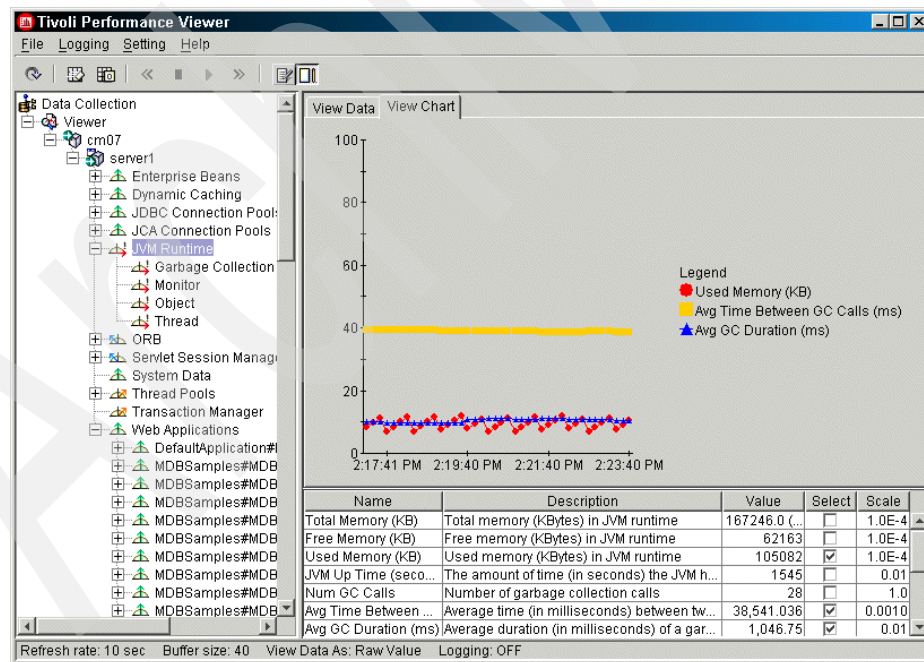 Tivoli Performance Viewer
File Logging Setting Help
Data Collection
Viewer
cm07
server1
Enterprise Beans
Dynamic Caching
JDBC Connection Pool
JCA Connection Pools
JVM Runtime
Garbage Collection
Monitor
Object
Thread
ORB
Servlet Session Manag
System Data
Thread Pools
Transaction Manager
Web Applications
DefaultApplication#
MDBSamples#MDB
MDBSamples#MDB
MDBSamples#MDB
MDBSamples#MDB
MDBSamples#MDB
MDBSamples#MDB
MDBSamples#MDB
MDBSamples#MDB
View Data View Chart
100
80
60
40
20
0
2:17:41 PM 2:19:40 PM 2:21:40 PM 2:23:40 PM
Legend
Used Memory (KB)
Avg Time Between GC Calls (ms)
Avg GC Duration (ms)
Name Description Value Select Scale
Total Memory (KB) Total memory (KBytes) in JVM runtime 167246.0 (... 1.0E-4
Free Memory (KB) Free memory (KBytes) in JVM runtime 62163 1.0E-4
Used Memory (KB) Used memory (KBytes) in JVM runtime 105082 1.0E-4
JVM Up Time (seco... The amount of time (in seconds) the JVM h... 1545 0.01
Num GC Calls Number of garbage collection calls 28 1.0
Avg Time Between ... Average time (in milliseconds) between tw... 38,541.036 0.0010
Avg GC Duration (ms) Average duration (in milliseconds) of a gar... 1,046.75 0.01
Refresh rate: 10 sec Buffer size: 40 View Data As: Raw Value Logging: OFF